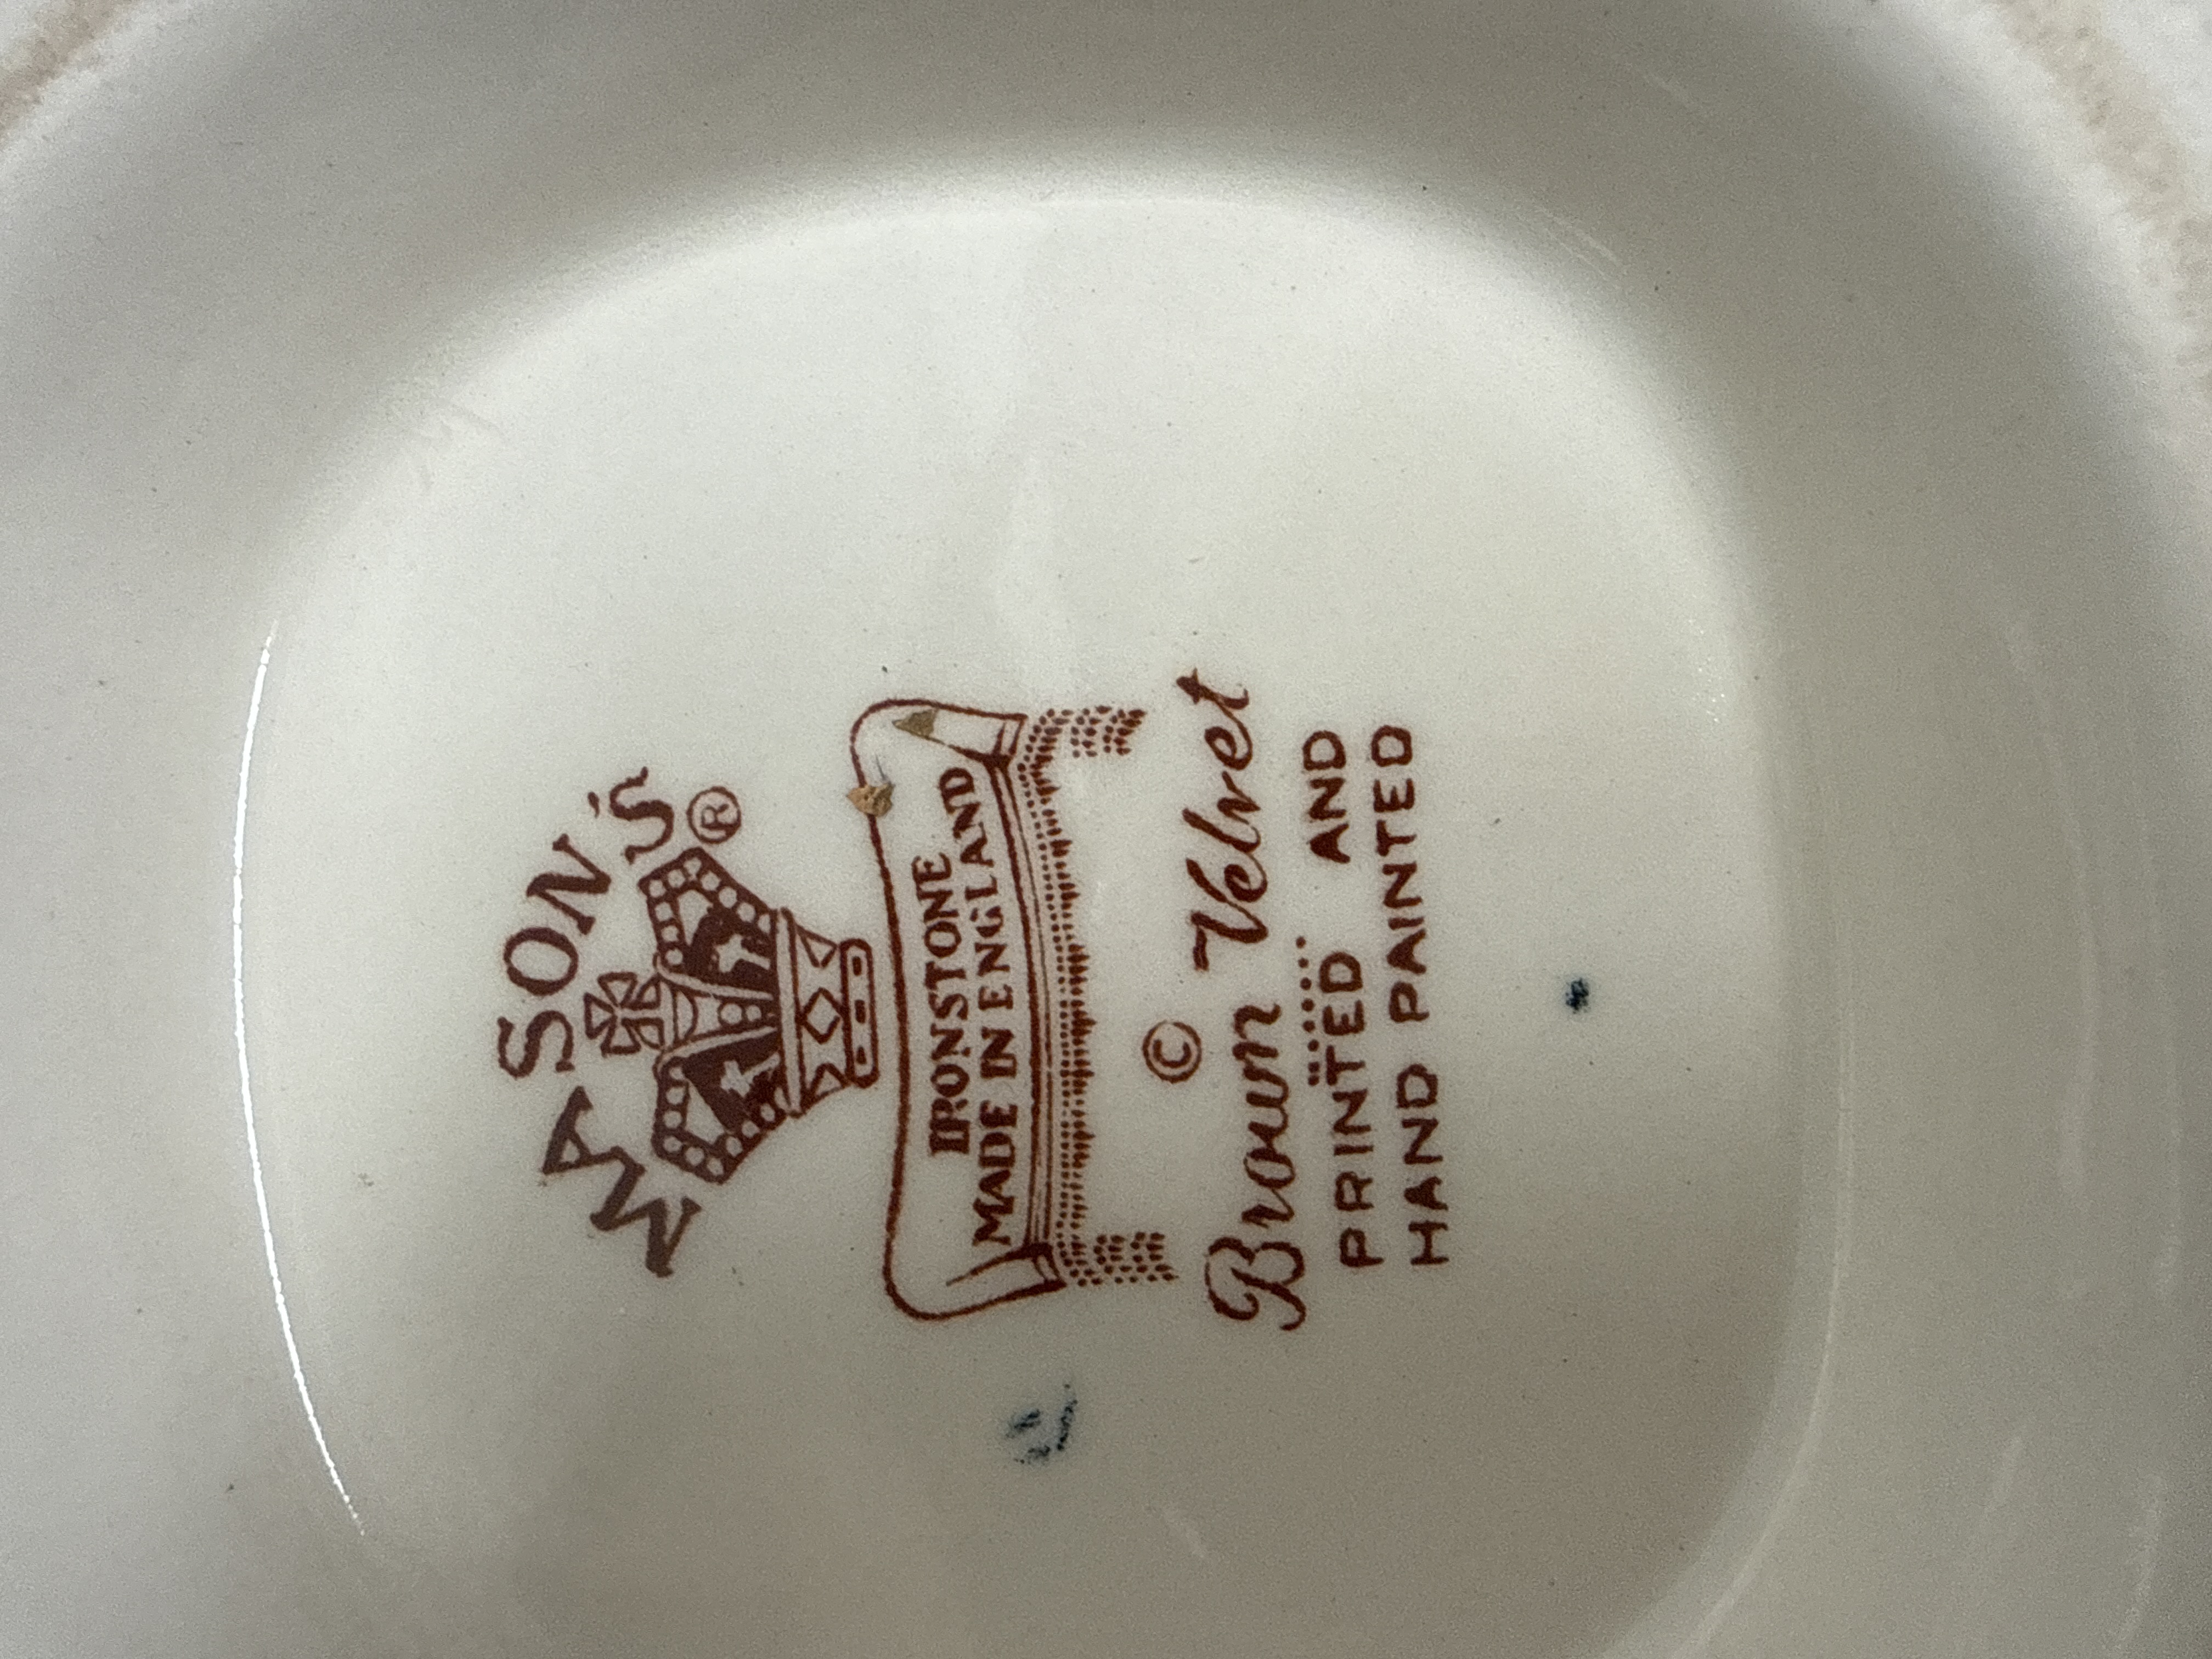 MASON'S ®
IRONSTONE
MADE IN ENGLAND
©
Brown Velvet
PRINTED AND
HAND PAINTED